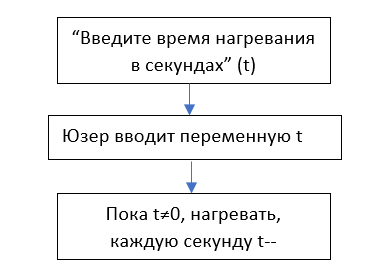 “Введите время нагревания
в секундах” (t)
Юзер вводит переменную t
Пока t≠0, нагревать,
каждую секунду t--